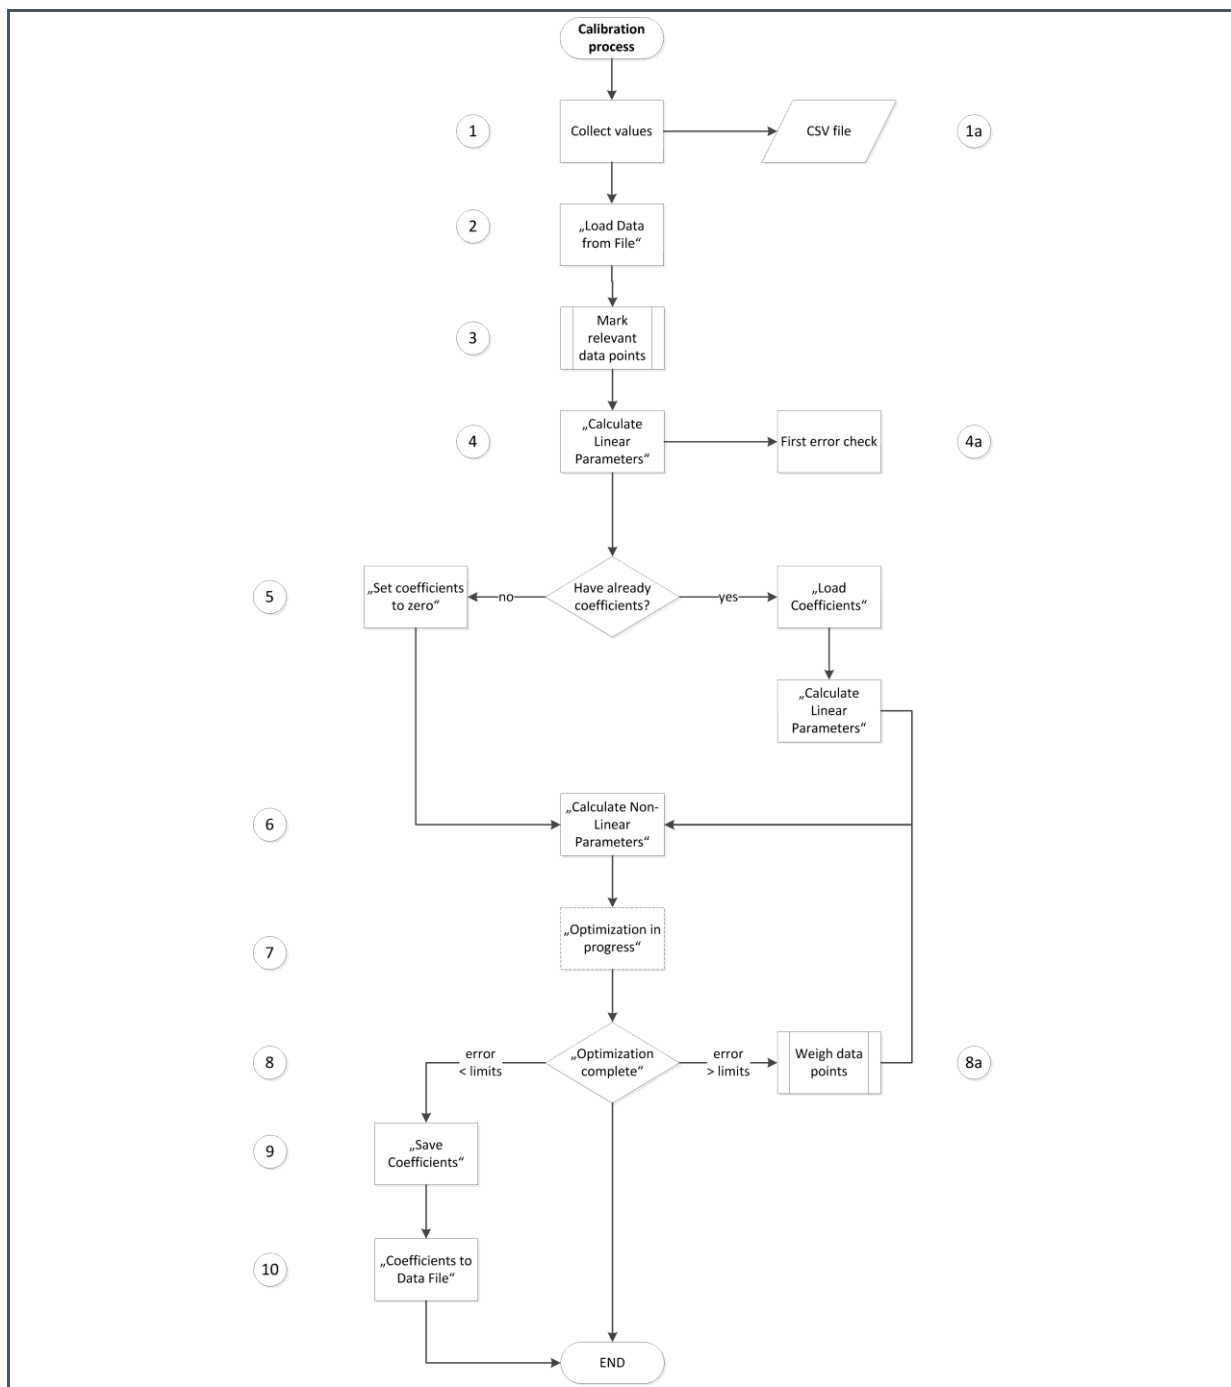 Calibration
process
1
Collect values
CSV file
1a
2
„Load Data
from File“
3
Mark
relevant
data points
4
„Calculate
Linear
Parameters“
First error check
4a
5
„Set coefficients
to zero“
no
Have already
coefficients?
yes
„Load
Coefficients“
„Calculate
Linear
Parameters“
6
„Calculate Non-
Linear
Parameters“
7
„Optimization in
progress“
8
error
< limits
„Optimization
complete“
error
> limits
Weigh data
points
8a
9
„Save
Coefficients“
10
„Coefficients to
Data File“
END